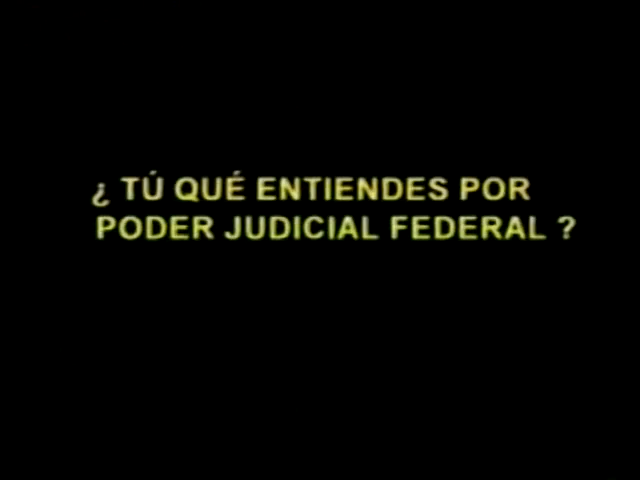 ¿ TÚ QUÉ ENTIENDES POR
PODER JUDICIAL FEDERAL ?